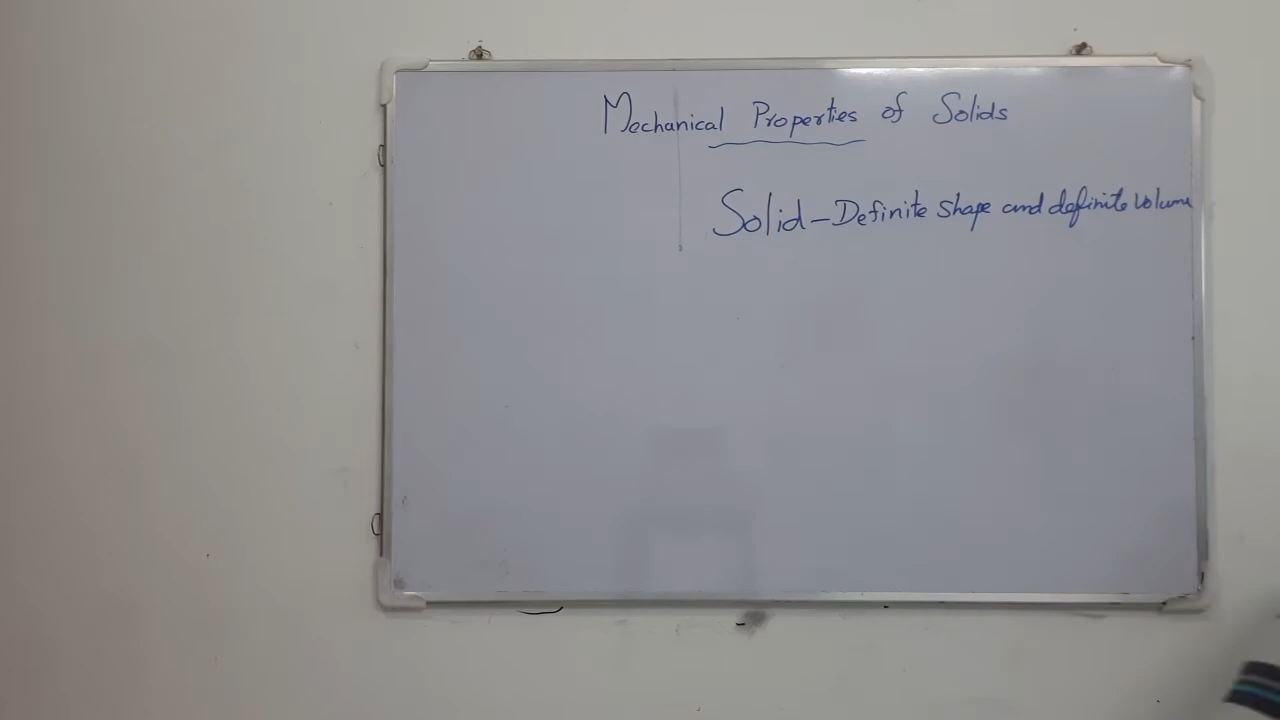 Mechanical Properties of Solids
Solid - Definite shape and definite volume